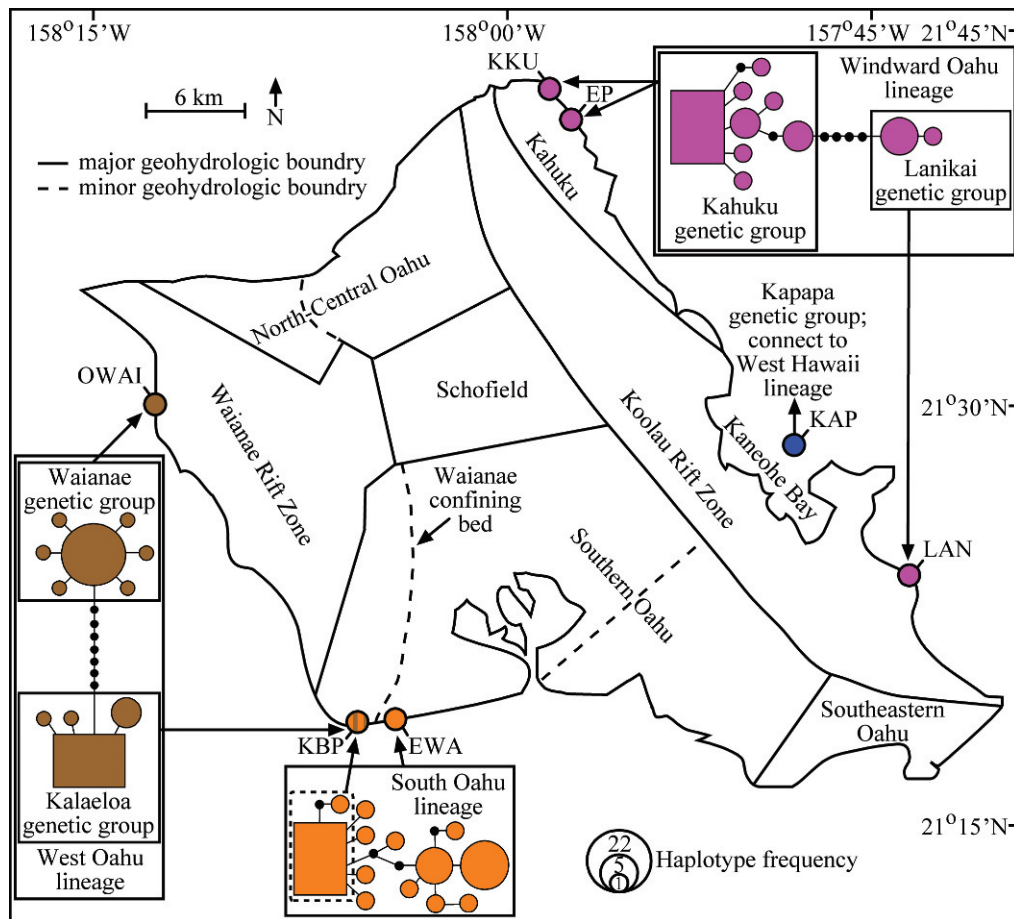 158°15'W
158°00'W
157°45'W
21°45'N
KKU
EP
6 km
N
major geohydrologic boundry
minor geohydrologic boundry
Windward Oahu
lineage
Lanikai
genetic group
Kahuku
genetic group
Kahuku
North-Central Oahu
Kapapa
genetic group;
connect to
West Hawaii
lineage
OWAI
Schofield
21°30'N
KAP
Kaneohe Bay
Koolau Rift Zone
Waianae Rift Zone
Waianae
confining
bed
Waianae
genetic group
LAN
Southern Oahu
Kalaeloa
genetic group
West Oahu
lineage
KBP
EWA
Southeastern
Oahu
South Oahu
lineage
21°15'N
22
5
1
Haplotype frequency